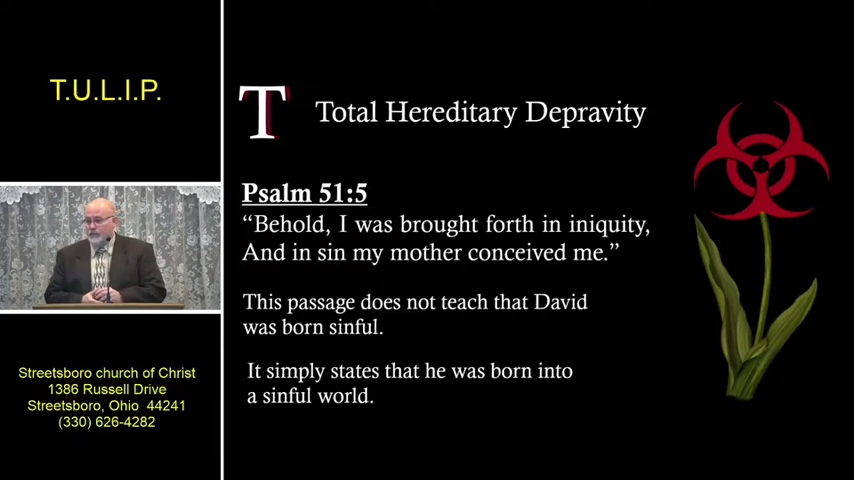 T.U.L.I.P.
T Total Hereditary Depravity
Psalm 51:5
“Behold, I was brought forth in iniquity,
And in sin my mother conceived me.”
This passage does not teach that David
was born sinful.
It simply states that he was born into
a sinful world.
Streetsboro church of Christ
1386 Russell Drive
Streetsboro, Ohio  44241
(330) 626-4282